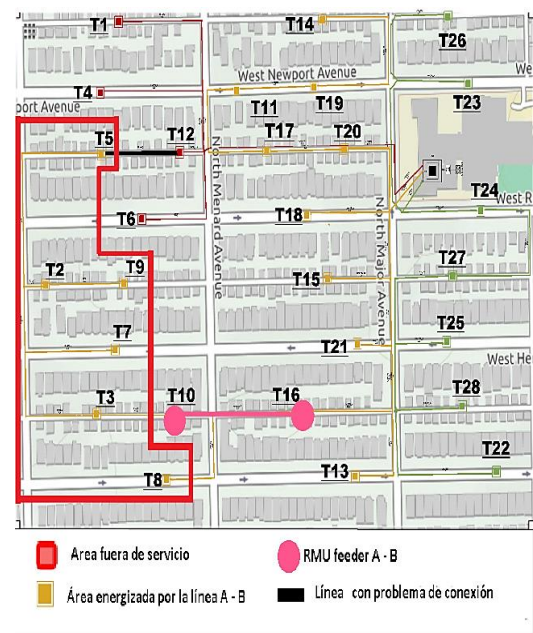 T1
T14
T26
West Newport Avenue
We
T4
T11
T19
T23
port Avenue
T5
T12
T17
T20
North Menard Avenue
T24
West R
T6
T18
North Major Avenue
T2
T9
T15
T27
T7
T21
T25
West He
T3
T10
T16
T28
T8
T13
T22
Area fuera de servicio
RMU feeder A - B
Área energizada por la línea A - B
Línea con problema de conexión